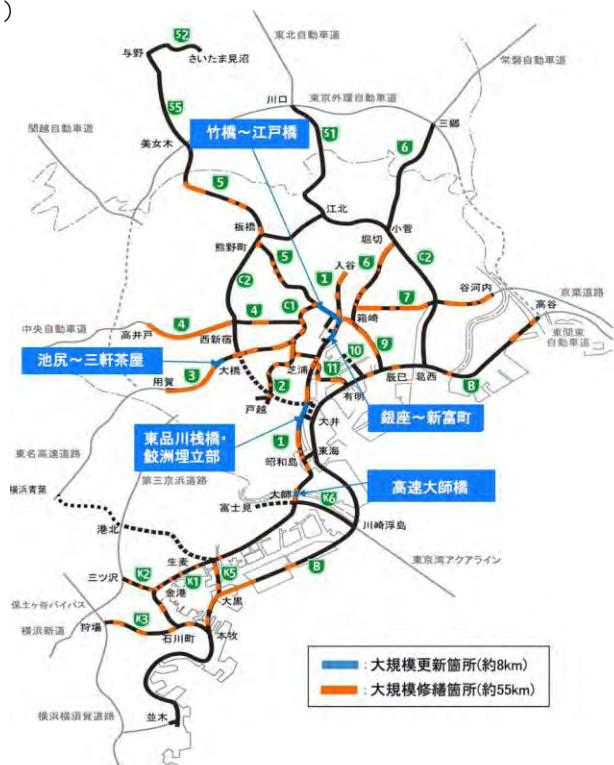 )
S2
与野
さいたま見沼
東北自動車道
常磐自動車道
川口
東京外環自動車道
S5
竹橋～江戸橋
S1
6
三郷
関越自動車道
美女木
5
江北
板橋
小菅
熊野町
堀切
5
1
入谷
6
C2
C2
C1
7
谷河内
京葉道路
高谷
4
箱崎
東関東
自動車道
中央自動車道
高井戸
4
西新宿
池尻～三軒茶屋
大橋
芝浦
10
9
11
辰巳
葛西
B
3
用賀
2
戸越
有明
銀座～新富町
大井
東品川桟橋・
鮫洲埋立部
1
東名高速道路
昭和島
東海
第三京浜道路
高速大師橋
横浜青葉
大師
K6
富士見
港北
川崎浮島
生麦
東京湾アクアライン
三ツ沢
K2
K5
B
K1
金港
大黒
保土ヶ谷バイパス
K3
狩場
横浜新道
石川町
本牧
:大規模更新箇所(約8km)
:大規模修繕箇所(約55km)
横浜横須賀道路
並木